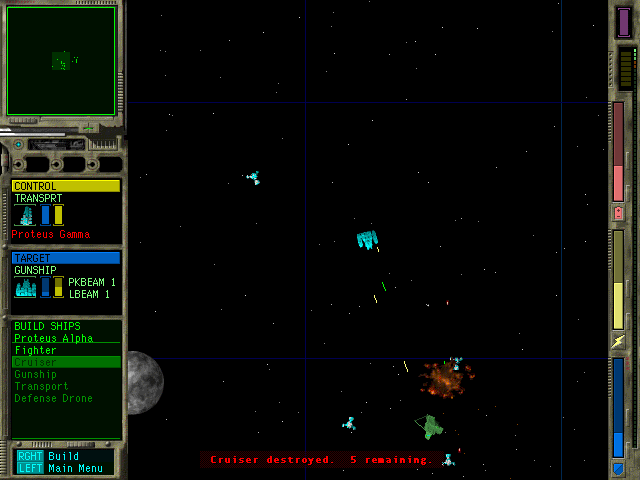 CONTROL
TRANSPRT
Proteus Gamma
TARGET
GUNSHIP
PKBEAM 1
LBEAM 1
BUILD SHIPS
Proteus Alpha
Fighter
Cruiser
Gunship
Transport
Defense Drone
RGHT Build
LEFT Main Menu
Cruiser destroyed. 5 remaining.